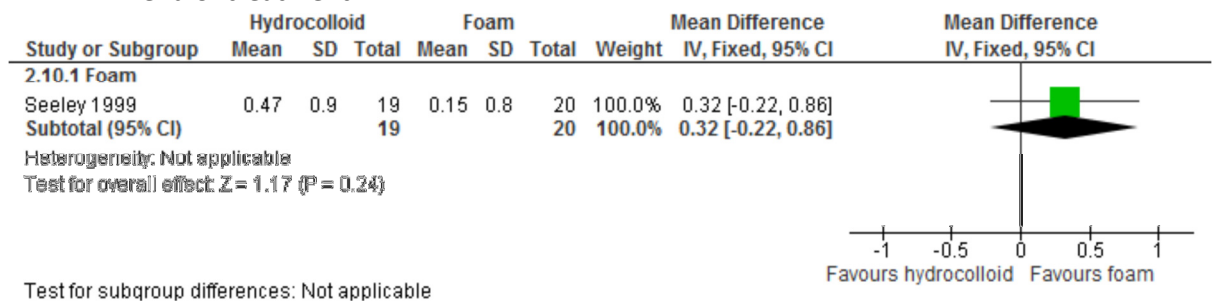 Hydrocolloid Foam Mean Difference Mean Difference
Study or Subgroup Mean SD Total Mean SD Total Weight IV, Fixed, 95% CI IV, Fixed, 95% CI
2.10.1 Foam
Seeley 1999 0.47 0.9 19 0.15 0.8 20 100.0% 0.32 [-0.22, 0.86]
Subtotal (95% CI) 19 20 100.0% 0.32 [-0.22, 0.86]
Heterogeneity: Not applicable
Test for overall effect: Z = 1.17 (P = 0.24)
-1 -0.5 0 0.5 1
Favours hydrocolloid Favours foam
Test for subgroup differences: Not applicable